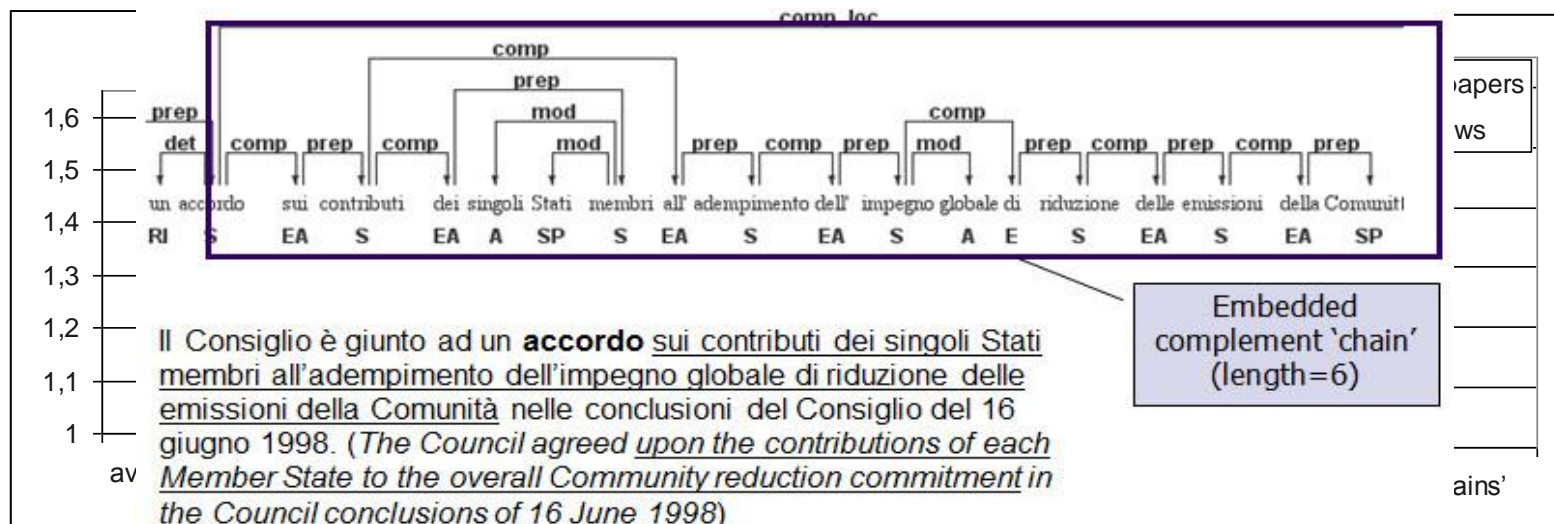 comp_loc
comp
prep
prep mod comp
det comp prep comp mod prep comp prep mod prep comp prep comp prep
un accordo sui contributi dei singoli Stati membri all' adempimento dell' impegno globale di riduzione delle emissioni della Comunit
RI S EA S EA A SP S EA S EA S A E S EA S EA SP
1,6
1,5
1,4
1,3
1,2
1,1
1
av
apers
ws
ains’
Embedded
complement ‘chain’
(length=6)
Il Consiglio è giunto ad un accordo sui contributi dei singoli Stati
membri all’adempimento dell’impegno globale di riduzione delle
emissioni della Comunità nelle conclusioni del Consiglio del 16
giugno 1998. (The Council agreed upon the contributions of each
Member State to the overall Community reduction commitment in
the Council conclusions of 16 June 1998)